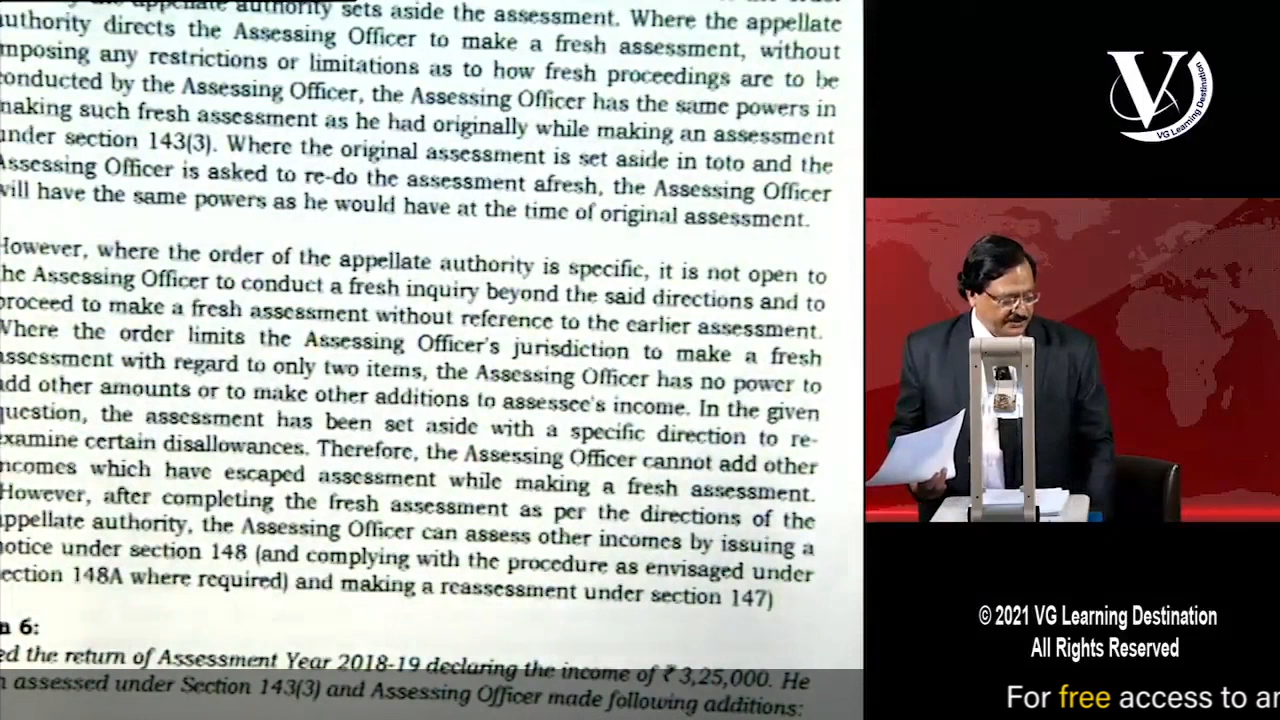 appellate authority sets aside the assessment. Where the appellate
uthority directs the Assessing Officer to make a fresh assessment, without
mposing any restrictions or limitations as to how fresh proceedings are to be
onducted by the Assessing Officer, the Assessing Officer has the same powers in
naking such fresh assessment as he had originally while making an assessment
under section 143(3). Where the original assessment is set aside in toto and the
Assessing Officer is asked to re-do the assessment afresh, the Assessing Officer
will have the same powers as he would have at the time of original assessment.
However, where the order of the appellate authority is specific, it is not open to
he Assessing Officer to conduct a fresh inquiry beyond the said directions and to
proceed to make a fresh assessment without reference to the earlier assessment.
Where the order limits the Assessing Officer's jurisdiction to make a fresh
assessment with regard to only two items, the Assessing Officer has no power to
add other amounts or to make other additions to assessee's income. In the given
question, the assessment has been set aside with a specific direction to re-
examine certain disallowances. Therefore, the Assessing Officer cannot add other
ncomes which have escaped assessment while making a fresh assessment.
However, after completing the fresh assessment as per the directions of the
appellate authority, the Assessing Officer can assess other incomes by issuing a
notice under section 148 (and complying with the procedure as envisaged under
ection 148A where required) and making a reassessment under section 147)
n 6:
ed the return of Assessment Year 2018-19 declaring the income of ₹ 3,25,000. He
n assessed under Section 143(3) and Assessing Officer made following additions:
V
VG Learning Destination
© 2021 VG Learning Destination
All Rights Reserved
For free access to ar